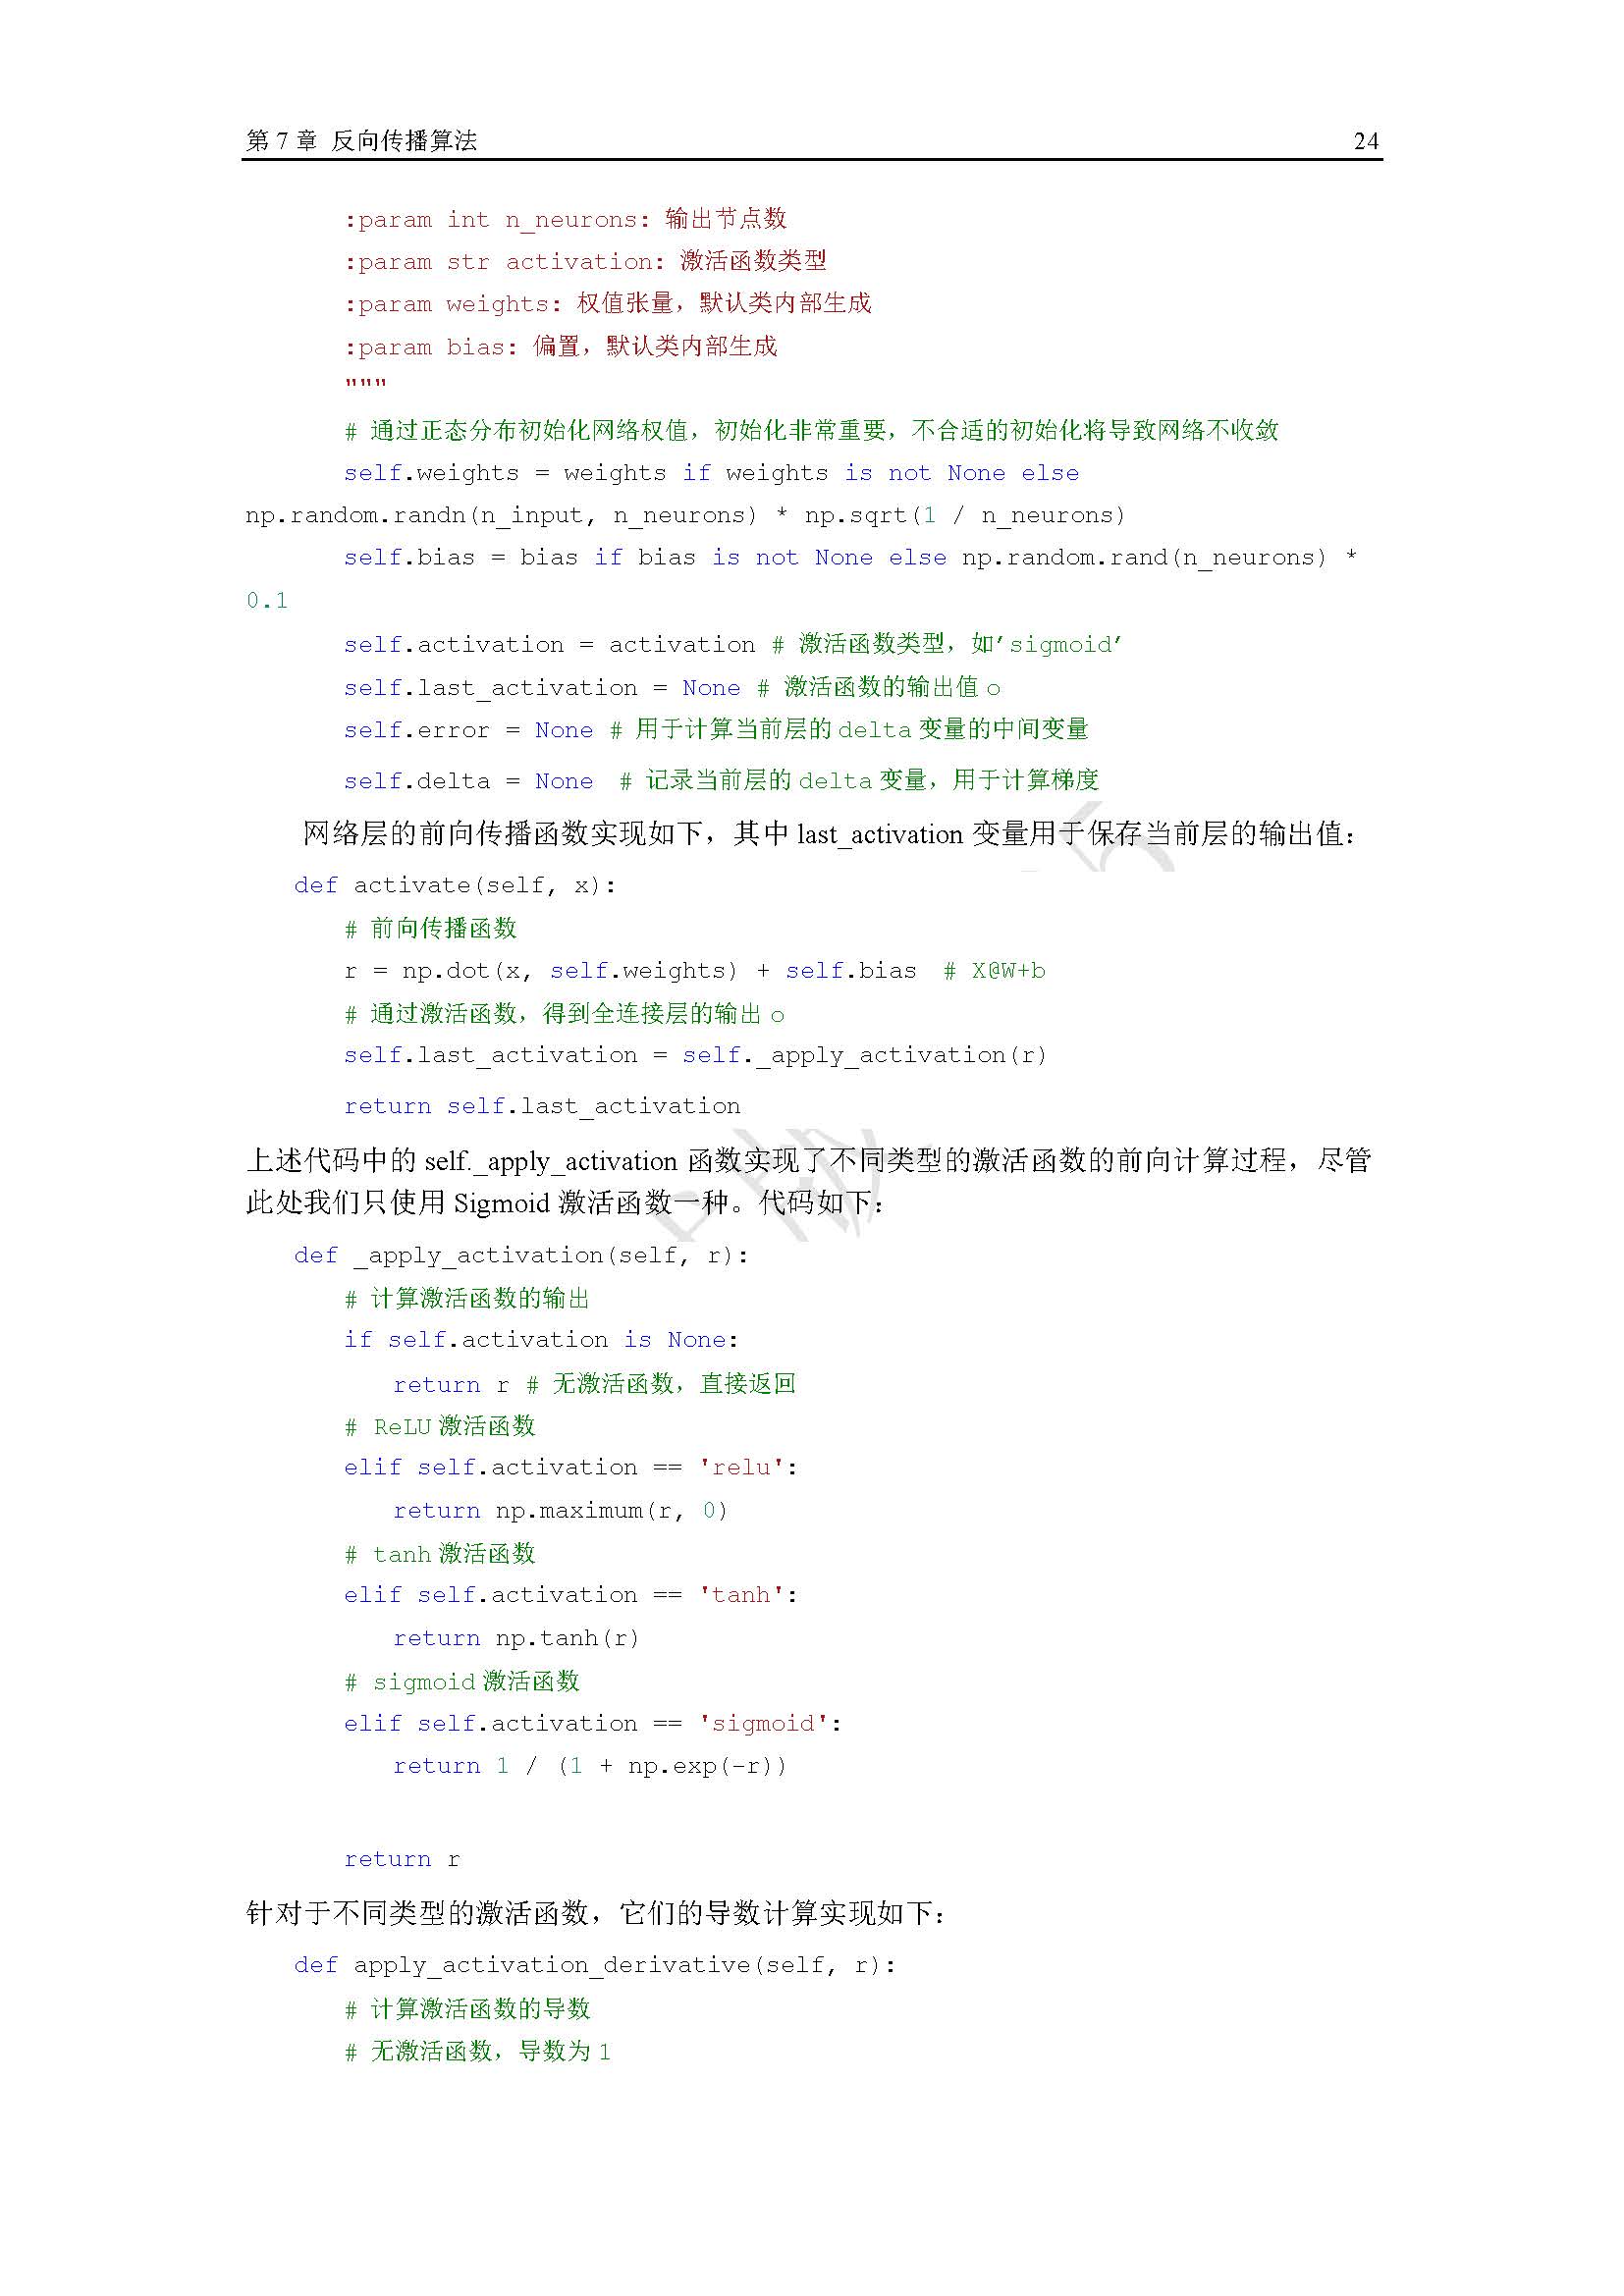 第 7 章 反向传播算法 24
:param int n_neurons: 输出节点数
:param str activation: 激活函数类型
:param weights: 权值张量，默认类内部生成
:param bias: 偏置，默认类内部生成
"""
# 通过正态分布初始化网络权值，初始化非常重要，不合适的初始化将导致网络不收敛
self.weights = weights if weights is not None else
np.random.randn(n_input, n_neurons) * np.sqrt(1 / n_neurons)
self.bias = bias if bias is not None else np.random.rand(n_neurons) *
0.1
self.activation = activation # 激活函数类型，如’sigmoid’
self.last_activation = None # 激活函数的输出值 o
self.error = None # 用于计算当前层的 delta 变量的中间变量
self.delta = None # 记录当前层的 delta 变量，用于计算梯度
网络层的前向传播函数实现如下，其中 last_activation 变量用于保存当前层的输出值：
def activate(self, x):
# 前向传播函数
r = np.dot(x, self.weights) + self.bias # X@W+b
# 通过激活函数，得到全连接层的输出 o
self.last_activation = self._apply_activation(r)
return self.last_activation
上述代码中的 self._apply_activation 函数实现了不同类型的激活函数的前向计算过程，尽管
此处我们只使用 Sigmoid 激活函数一种。代码如下：
def _apply_activation(self, r):
# 计算激活函数的输出
if self.activation is None:
return r # 无激活函数，直接返回
# ReLU 激活函数
elif self.activation == 'relu':
return np.maximum(r, 0)
# tanh 激活函数
elif self.activation == 'tanh':
return np.tanh(r)
# sigmoid 激活函数
elif self.activation == 'sigmoid':
return 1 / (1 + np.exp(-r))
return r
针对于不同类型的激活函数，它们的导数计算实现如下：
def apply_activation_derivative(self, r):
# 计算激活函数的导数
# 无激活函数，导数为 1